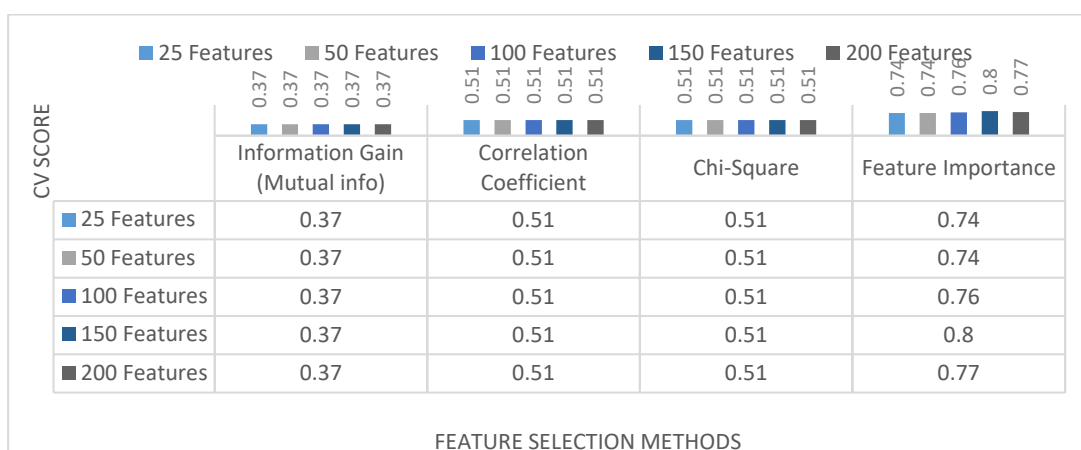 25 Features 50 Features 100 Features 150 Features 200 Features
0.37 0.37 0.37 0.37 0.37 0.51 0.51 0.51 0.51 0.51 0.51 0.51 0.51 0.51 0.51 0.74 0.74 0.76 0.8 0.77
CV SCORE
Information Gain
(Mutual info)
Correlation
Coefficient
Chi-Square
Feature Importance
25 Features 0.37 0.51 0.51 0.74
50 Features 0.37 0.51 0.51 0.74
100 Features 0.37 0.51 0.51 0.76
150 Features 0.37 0.51 0.51 0.8
200 Features 0.37 0.51 0.51 0.77
FEATURE SELECTION METHODS